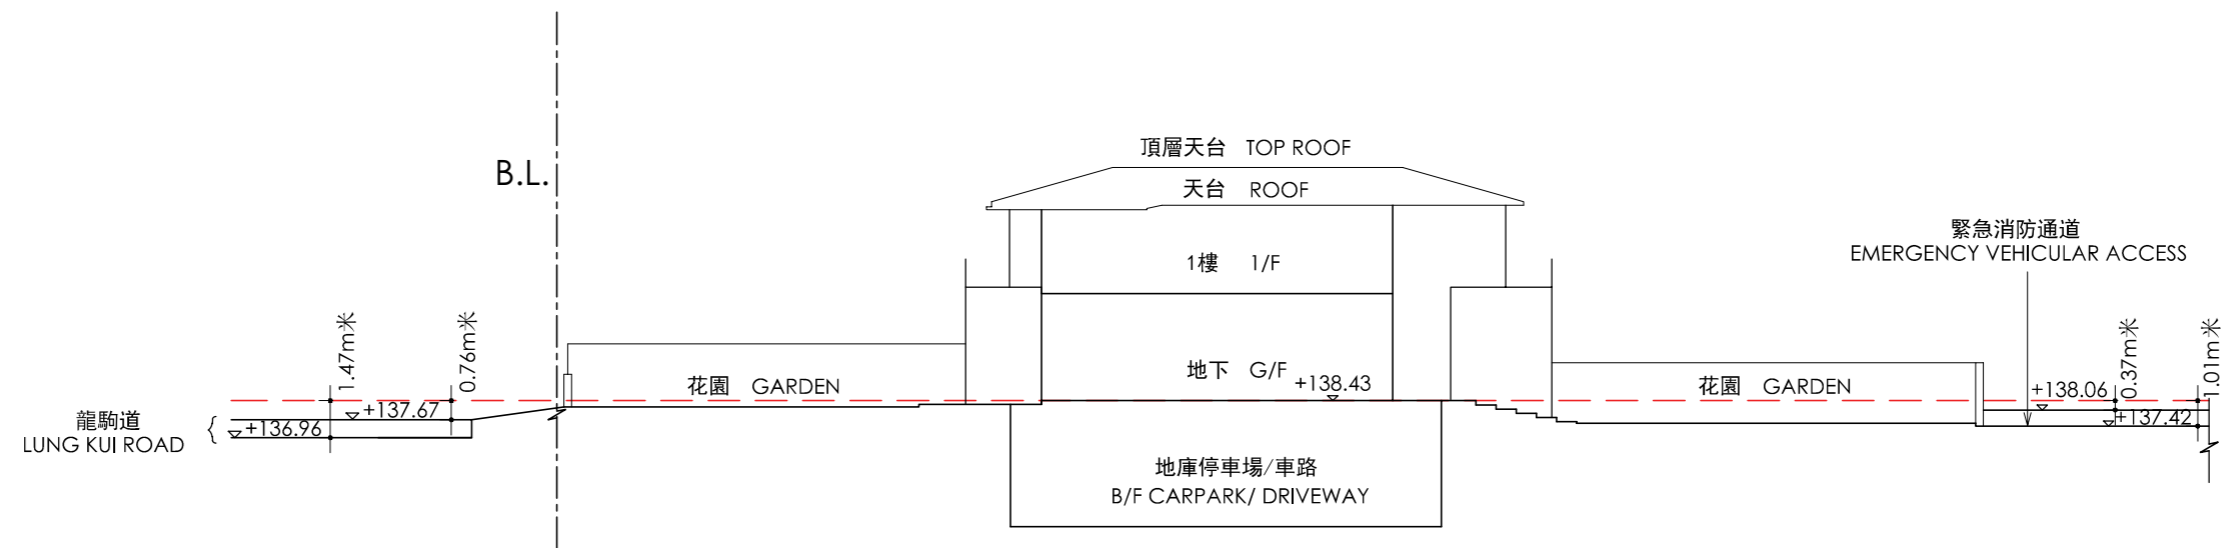 頂層天台 TOP ROOF
B.L.
天台 ROOF
緊急消防通道
EMERGENCY VEHICULAR ACCESS
1樓 1/F
1.47m米
0.76m米
0.37m米
1.01m米
地下 G/F
+138.43
花園 GARDEN
花園 GARDEN
+138.06
+137.67
+137.42
龍駒道
LUNG KUI ROAD
{
+136.96
地庫停車場/車路
B/F CARPARK/ DRIVEWAY